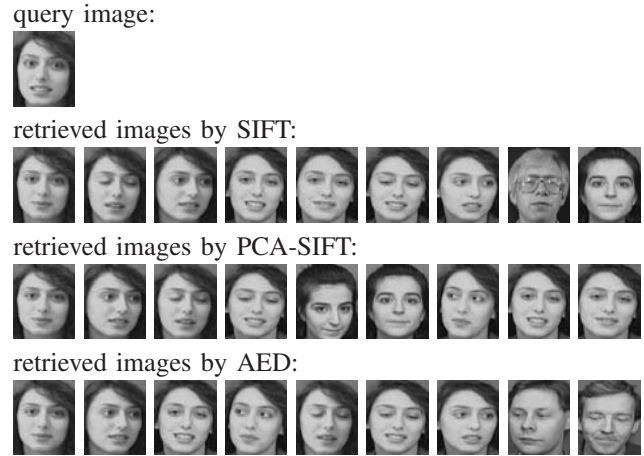 query image:
retrieved images by SIFT:
retrieved images by PCA-SIFT:
retrieved images by AED: